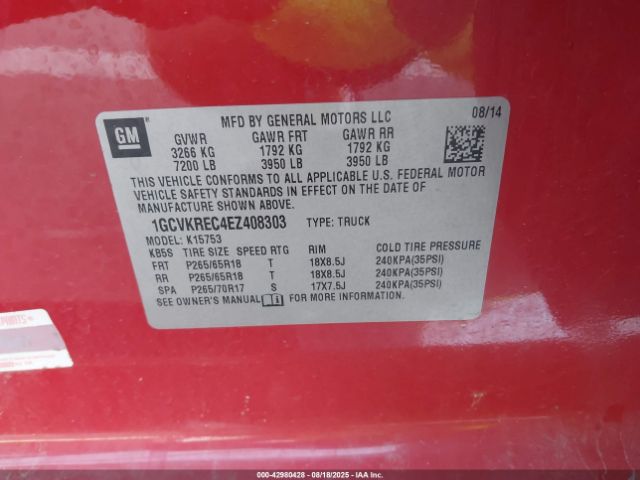 GM
MFD BY GENERAL MOTORS LLC
08/14
GVWR GAWR FRT GAWR RR
3266 KG 1792 KG 1792 KG
7200 LB 3950 LB 3950 LB
THIS VEHICLE CONFORMS TO ALL APPLICABLE U.S. FEDERAL MOTOR
VEHICLE SAFETY STANDARDS IN EFFECT ON THE DATE OF
MANUFACTURE SHOWN ABOVE.
1GCVKREC4EZ408303 TYPE: TRUCK
MODEL: K15753
KB5S TIRE SIZE SPEED RTG RIM COLD TIRE PRESSURE
FRT P265/65R18 T 18X8.5J 240KPA(35PSI)
RR P265/65R18 T 18X8.5J 240KPA(35PSI)
SPA P265/70R17 S 17X7.5J 240KPA(35PSI)
SEE OWNER'S MANUAL FOR MORE INFORMATION.
000-42980428 - 08/18/2025 - IAAI.COM